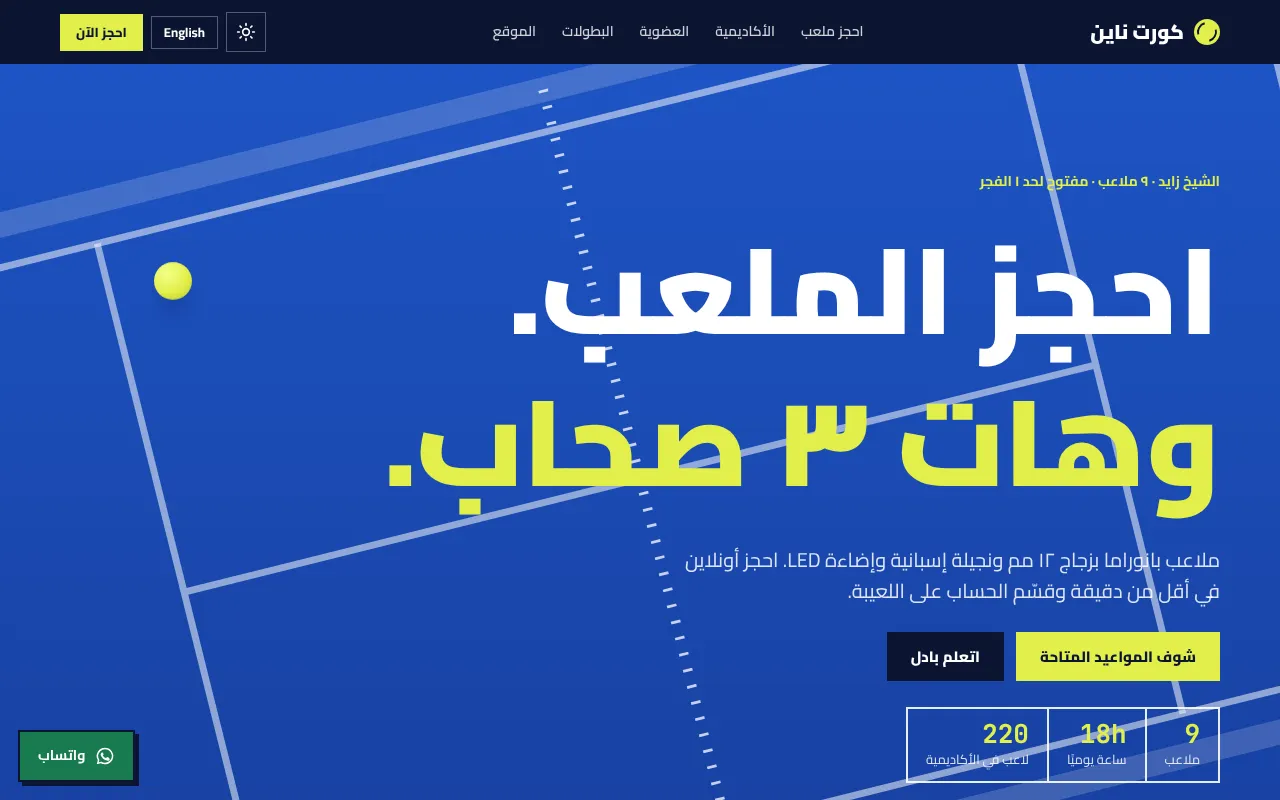 كورت ناين
احجز ملعب
الأكاديمية
العضوية
البطولات
الموقع
English
احجز الآن
الشيخ زايد · ٩ ملاعب · مفتوح لحد ١ الفجر
احجز الملعب.
وهات ٣ صحاب.
ملاعب بانوراما بزجاج ١٢ مم ونجيلة إسبانية وإضاءة LED. احجز أونلاين
في أقل من دقيقة وقسّم الحساب على اللعيبة.
شوف المواعيد المتاحة
اتعلم بادل
9
ملاعب
18h
ساعة يوميًا
220
لاعب في الأكاديمية
واتساب